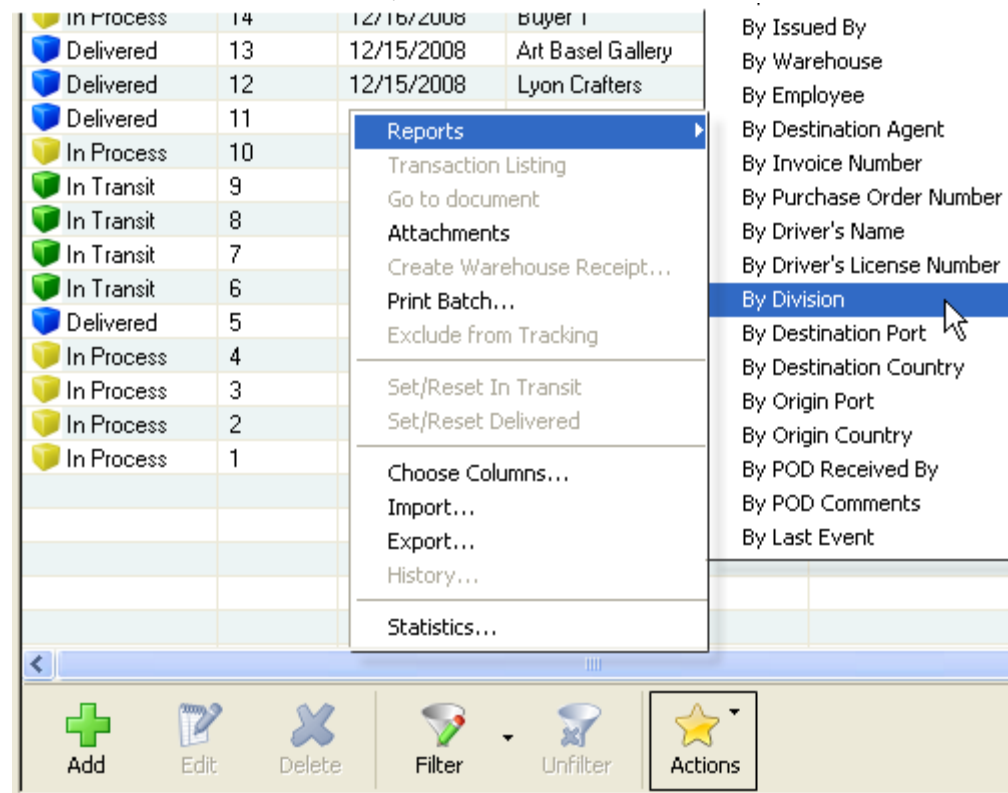 In Process 14 12/16/2008 Buyer 1
Delivered 13 12/15/2008 Art Basel Gallery
Delivered 12 12/15/2008 Lyon Crafters
Delivered 11
In Process 10
In Transit 9
In Transit 8
In Transit 7
In Transit 6
Delivered 5
In Process 4
In Process 3
In Process 2
In Process 1
Reports
Transaction Listing
Go to document
Attachments
Create Warehouse Receipt...
Print Batch...
Exclude from Tracking
Set/Reset In Transit
Set/Reset Delivered
Choose Columns...
Import...
Export...
History...
Statistics...
By Issued By
By Warehouse
By Employee
By Destination Agent
By Invoice Number
By Purchase Order Number
By Driver's Name
By Driver's License Number
By Division
By Destination Port
By Destination Country
By Origin Port
By Origin Country
By POD Received By
By POD Comments
By Last Event
Add Edit Delete Filter Unfilter Actions